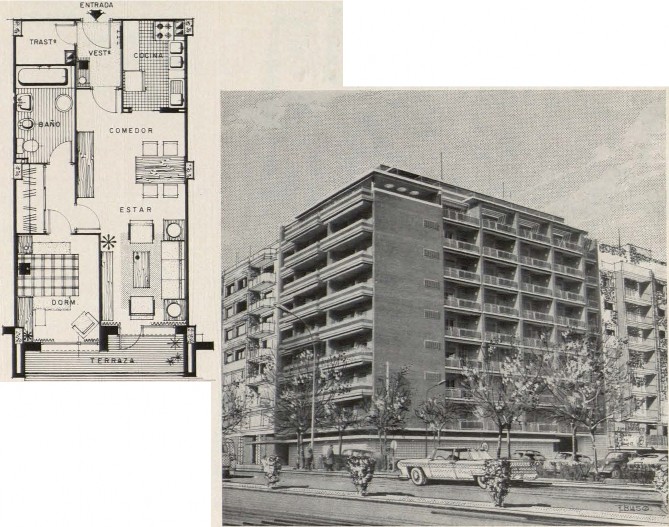 ENTRADA
TRASTº
VESTº
COCINA
BAÑO
COMEDOR
ESTAR
DORM
TERRAZA